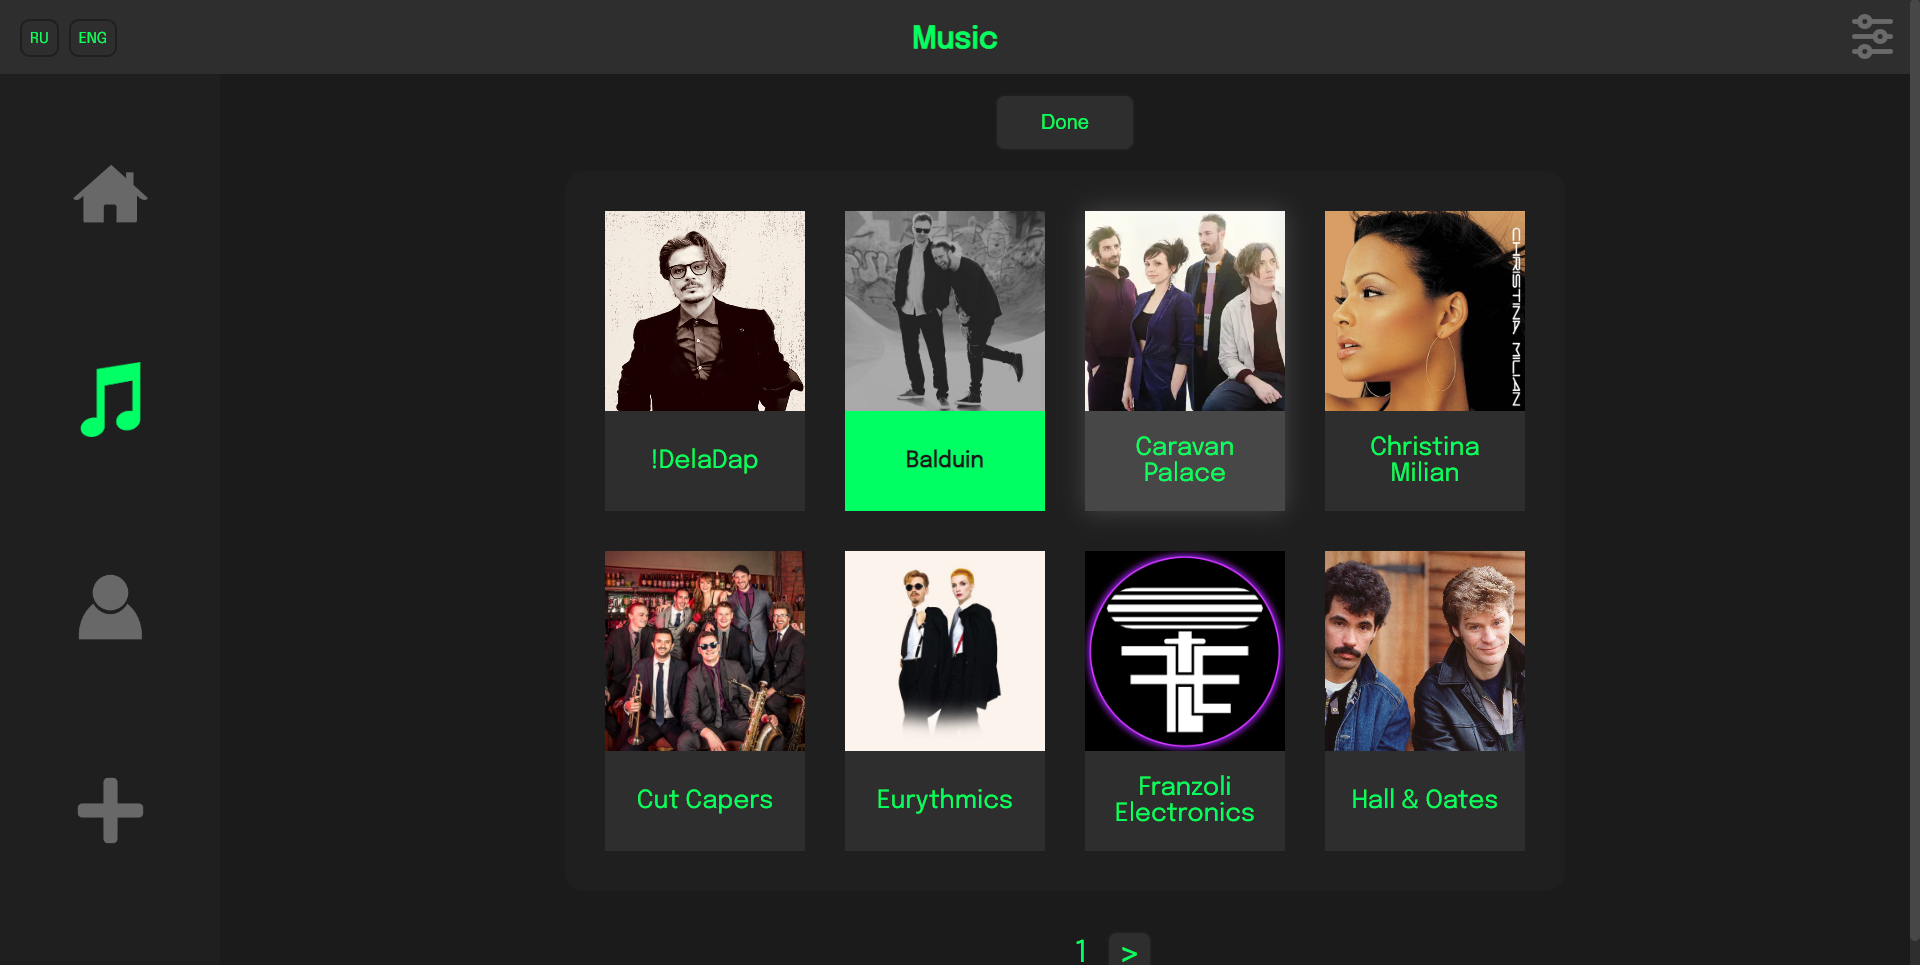 RU
ENG
Music
Done
CHRISTINA MILIAN
!DelaDap
Balduin
Caravan
Palace
Christina
Milian
Cut Capers
Eurythmics
Franzoli
Electronics
Hall & Oates
1
>